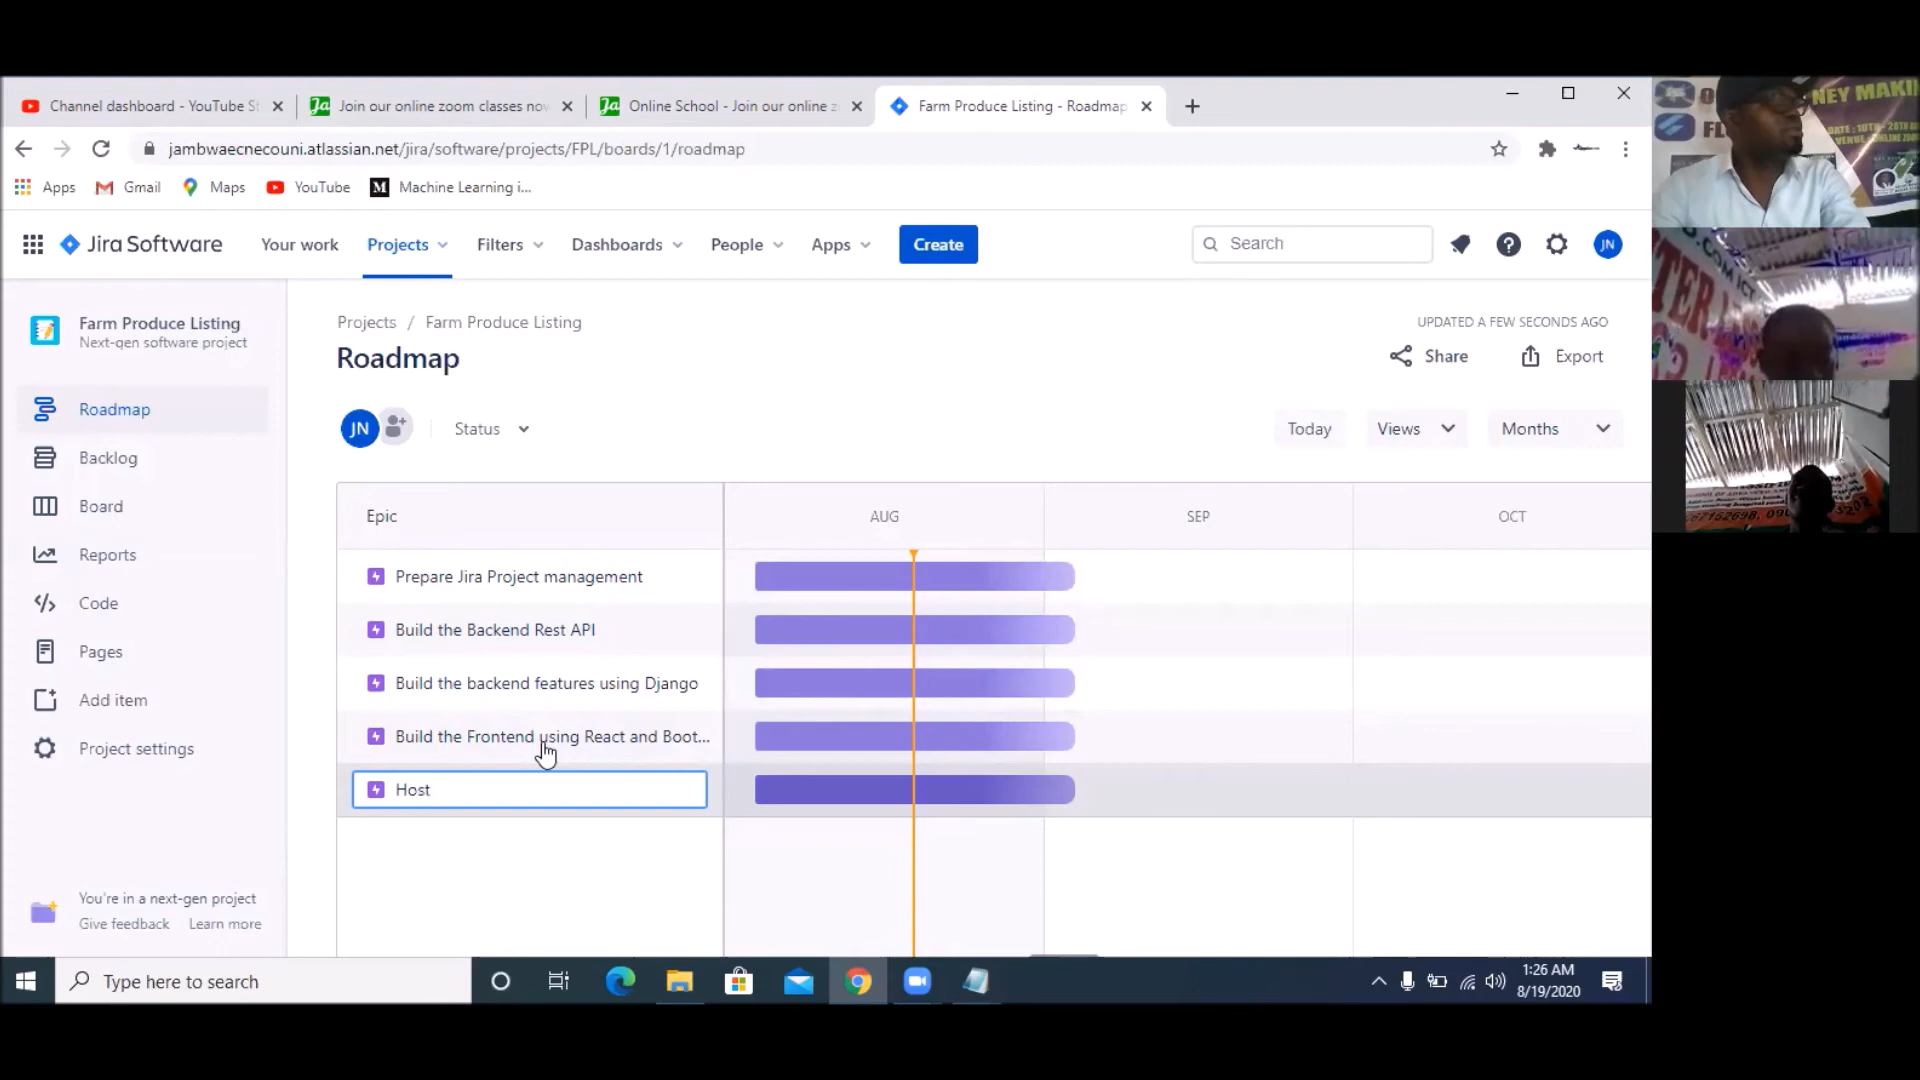 Channel dashboard - YouTube St
Join our online zoom classes now
Online School - Join our online z
Farm Produce Listing - Roadmap
jambwaecnecouni.atlassian.net/jira/software/projects/FPL/boards/1/roadmap
Apps Gmail Maps YouTube M Machine Learning i...
Jira Software Your work Projects Filters Dashboards People Apps Create Search JN
Farm Produce Listing
Next-gen software project
Projects / Farm Produce Listing
UPDATED A FEW SECONDS AGO
Roadmap
Share Export
JN Status Today Views Months
Roadmap
Backlog
Board
Reports
Code
Pages
Add item
Project settings
You're in a next-gen project
Give feedback Learn more
Epic AUG SEP OCT
Prepare Jira Project management
Build the Backend Rest API
Build the backend features using Django
Build the Frontend using React and Boot...
Host
Type here to search
1:26 AM
8/19/2020
NEY MAKI